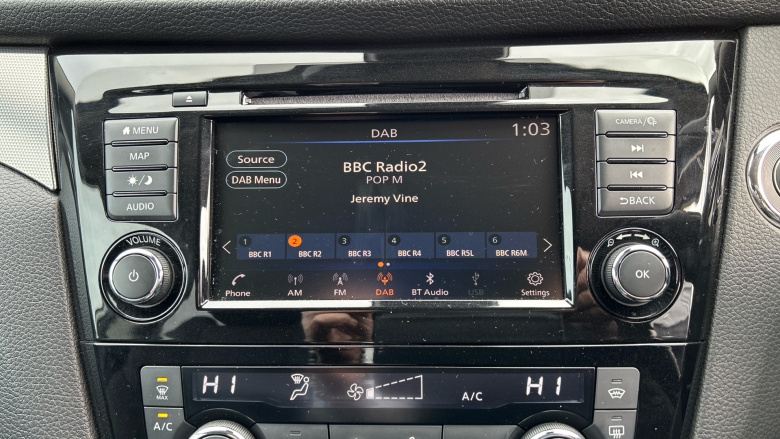 DAB
1:03
MENU
MAP
AUDIO
VOLUME
Source
DAB Menu
BBC Radio2
POP M
Jeremy Vine
1 2 3 4 5 6
BBC R1 BBC R2 BBC R3 BBC R4 BBC R5L BBC R6M
Phone AM FM DAB BT Audio USB Settings
CAMERA/
BACK
OK
HI
A/C
HI
MAX
A/C